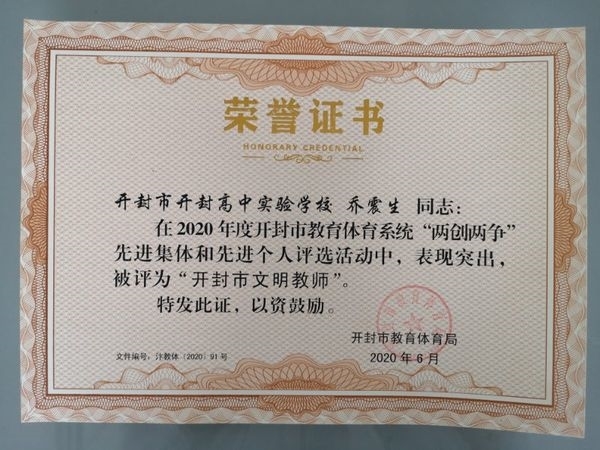 荣誉证书
HONORARY CREDENTIAL
开封市开封高中实验学校 乔震生 同志：
在2020年度开封市教育体育系统“两创两争”
先进集体和先进个人评选活动中，表现突出，
被评为“开封市文明教师”。
特发此证，以资鼓励。
开封市教育体育局
文件编号：汴教体〔2020〕91号
2020年6月